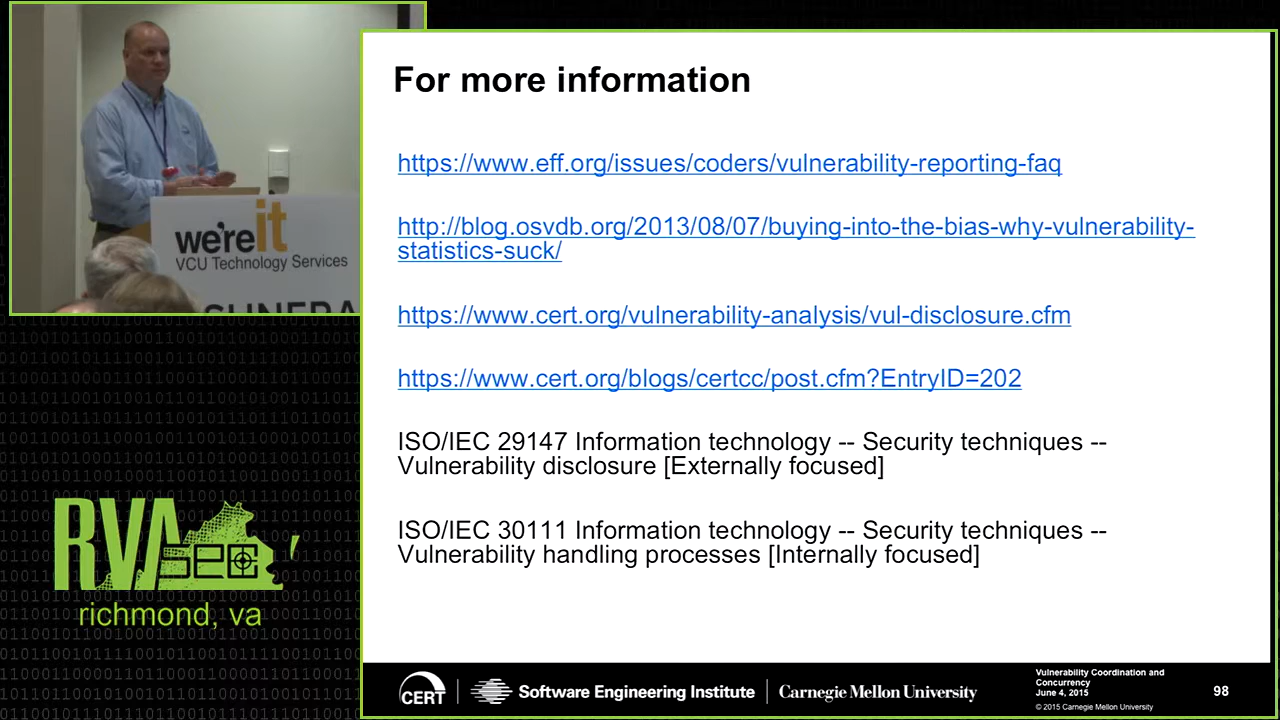 we're it
VCU Technology Services
For more information
https://www.eff.org/issues/coders/vulnerability-reporting-faq
http://blog.osvdb.org/2013/08/07/buying-into-the-bias-why-vulnerability-
statistics-suck/
https://www.cert.org/vulnerability-analysis/vul-disclosure.cfm
https://www.cert.org/blogs/certcc/post.cfm?EntryID=202
ISO/IEC 29147 Information technology -- Security techniques --
Vulnerability disclosure [Externally focused]
ISO/IEC 30111 Information technology -- Security techniques --
Vulnerability handling processes [Internally focused]
RVA
sec
richmond, va
CERT
Software Engineering Institute
Carnegie Mellon University
Vulnerability Coordination and
Concurrency
June 4, 2015
© 2015 Carnegie Mellon University
98